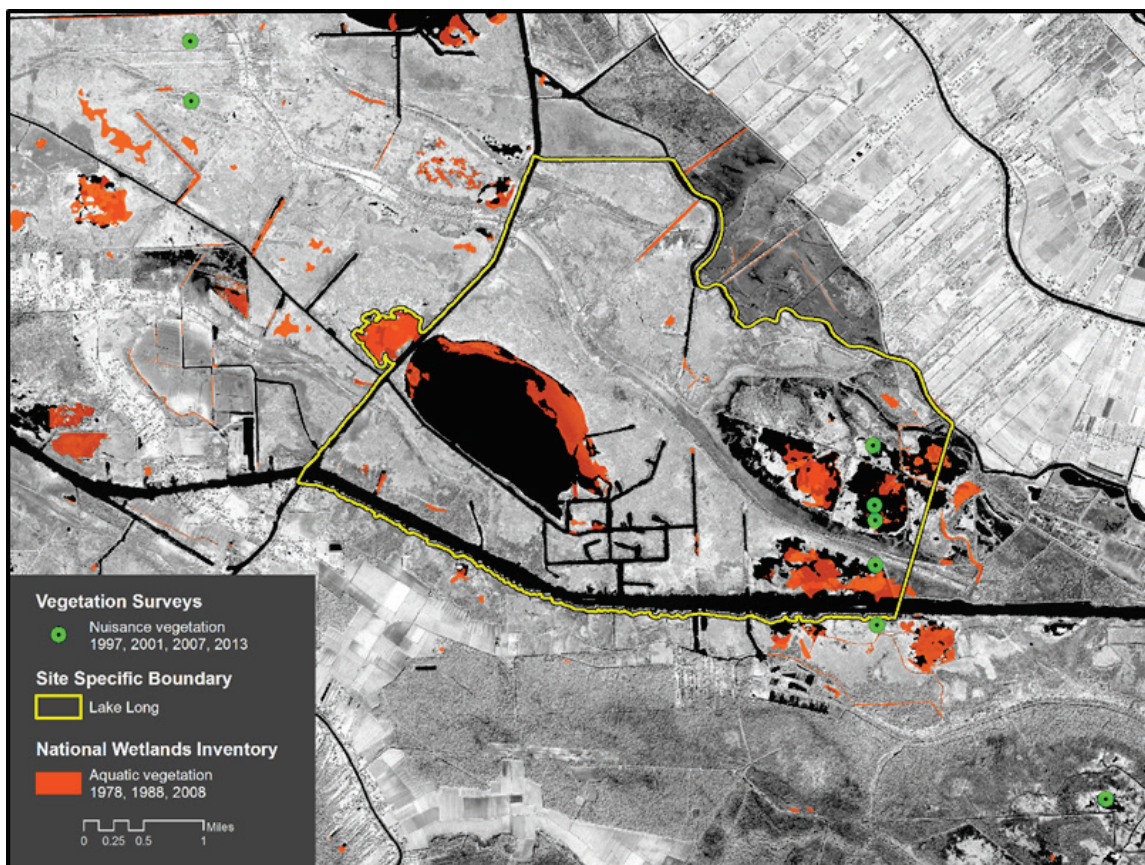 Vegetation Surveys
Nuisance vegetation
1997, 2001, 2007, 2013
Site Specific Boundary
Lake Long
National Wetlands Inventory
Aquatic vegetation
1978, 1988, 2008
Miles
0 0.25 0.5 1